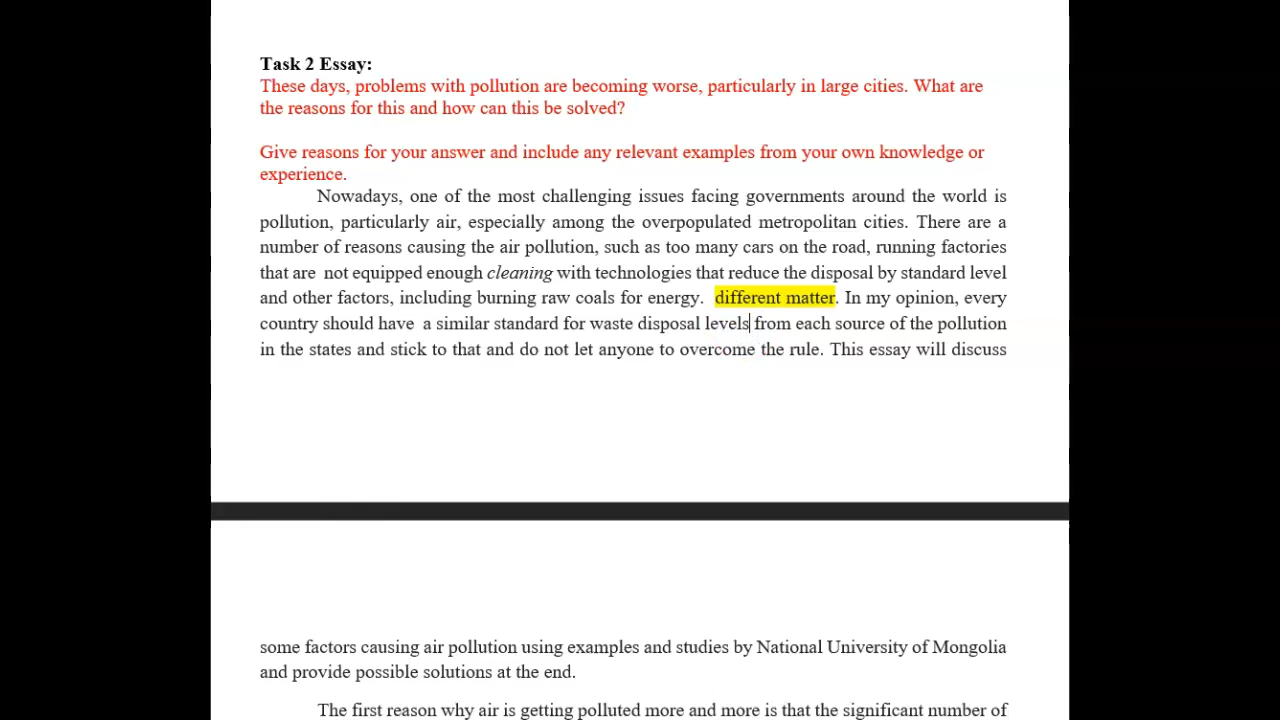 Task 2 Essay:
These days, problems with pollution are becoming worse, particularly in large cities. What are
the reasons for this and how can this be solved?
Give reasons for your answer and include any relevant examples from your own knowledge or
experience.
Nowadays, one of the most challenging issues facing governments around the world is
pollution, particularly air, especially among the overpopulated metropolitan cities. There are a
number of reasons causing the air pollution, such as too many cars on the road, running factories
that are not equipped enough cleaning with technologies that reduce the disposal by standard level
and other factors, including burning raw coals for energy. different matter. In my opinion, every
country should have a similar standard for waste disposal levels from each source of the pollution
in the states and stick to that and do not let anyone to overcome the rule. This essay will discuss
some factors causing air pollution using examples and studies by National University of Mongolia
and provide possible solutions at the end.
The first reason why air is getting polluted more and more is that the significant number of